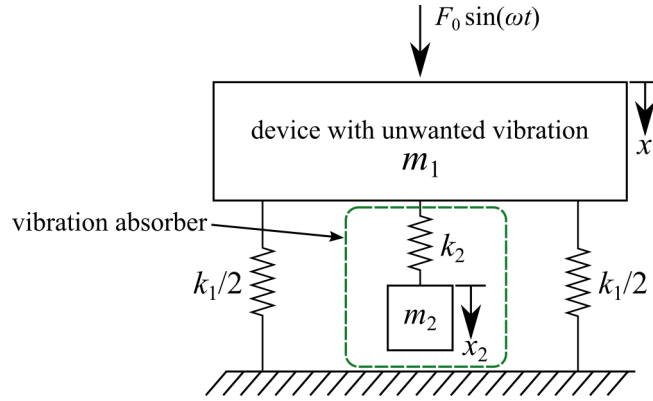 F₀ sin(ωt)
device with unwanted vibration
m₁
x
vibration absorber
k₂
k₁/2
k₁/2
m₂
x₂